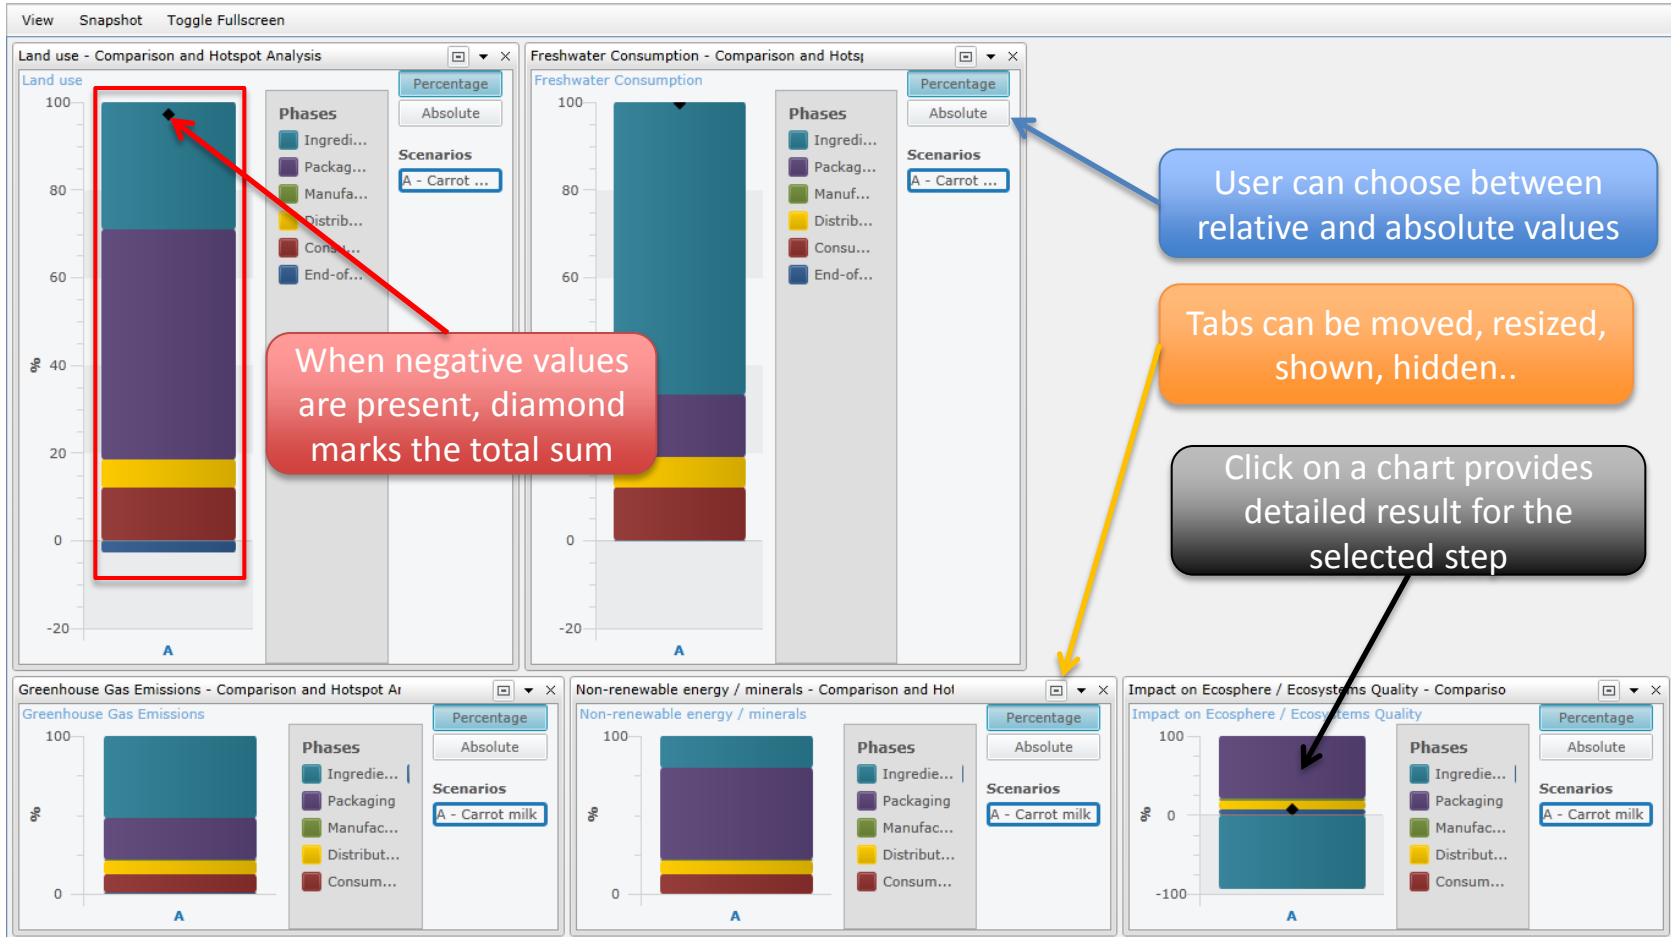 View Snapshot Toggle Fullscreen
Land use - Comparison and Hotspot Analysis
Land use
Percentage
Absolute
Phases
Ingredi...
Packag...
Manufa...
Distrib...
Consu...
End-of...
Scenarios
A - Carrot ...
100
80
60
40
20
0
-20
%
A
Freshwater Consumption - Comparison and Hots
Freshwater Consumption
Percentage
Absolute
Phases
Ingredi...
Packag...
Manuf...
Distrib...
Consu...
End-of...
Scenarios
A - Carrot ...
100
80
60
0
-20
A
User can choose between
relative and absolute values
Tabs can be moved, resized,
shown, hidden..
When negative values
are present, diamond
marks the total sum
Click on a chart provides
detailed result for the
selected step
Greenhouse Gas Emissions - Comparison and Hotspot Ar
Greenhouse Gas Emissions
Percentage
Absolute
Phases
Ingredie...
Packaging
Manufac...
Distribut...
Consum...
Scenarios
A - Carrot milk
100
0
%
A
Non-renewable energy / minerals - Comparison and Hot
Non-renewable energy / minerals
Percentage
Absolute
Phases
Ingredie...
Packaging
Manufac...
Distribut...
Consum...
Scenarios
A - Carrot milk
100
0
%
A
Impact on Ecosphere / Ecosystems Quality - Compariso
Impact on Ecosphere / Ecosystems Quality
Percentage
Absolute
Phases
Ingredie...
Packaging
Manufac...
Distribut...
Consum...
Scenarios
A - Carrot milk
100
0
-100
%
A